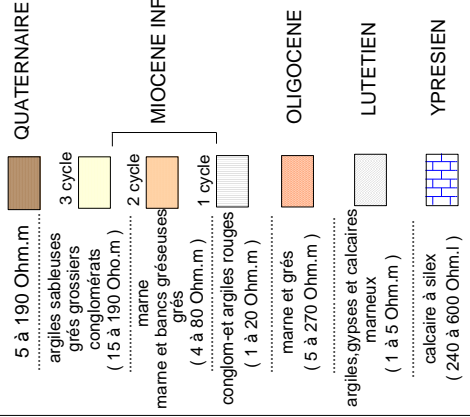 QUATERNAIRE
5 à 190 Ohm.m
3 cycle
argiles sableuses
grés grossiers
conglomérats
( 15 à 190 Oho.m )
MIOCENE INF
2 cycle
marne
marne et bancs gréseuses
grés
( 4 à 80 Ohm.m )
1 cycle
conglom-et argiles rouges
( 1 à 20 Ohm.m )
OLIGOCENE
marne et grés
( 5 à 270 Ohm.m )
LUTETIEN
argiles,gypses et calcaires
marneux
( 1 à 5 Ohm.m )
YPRESIEN
calcaire à silex
( 240 à 600 Ohm.l )